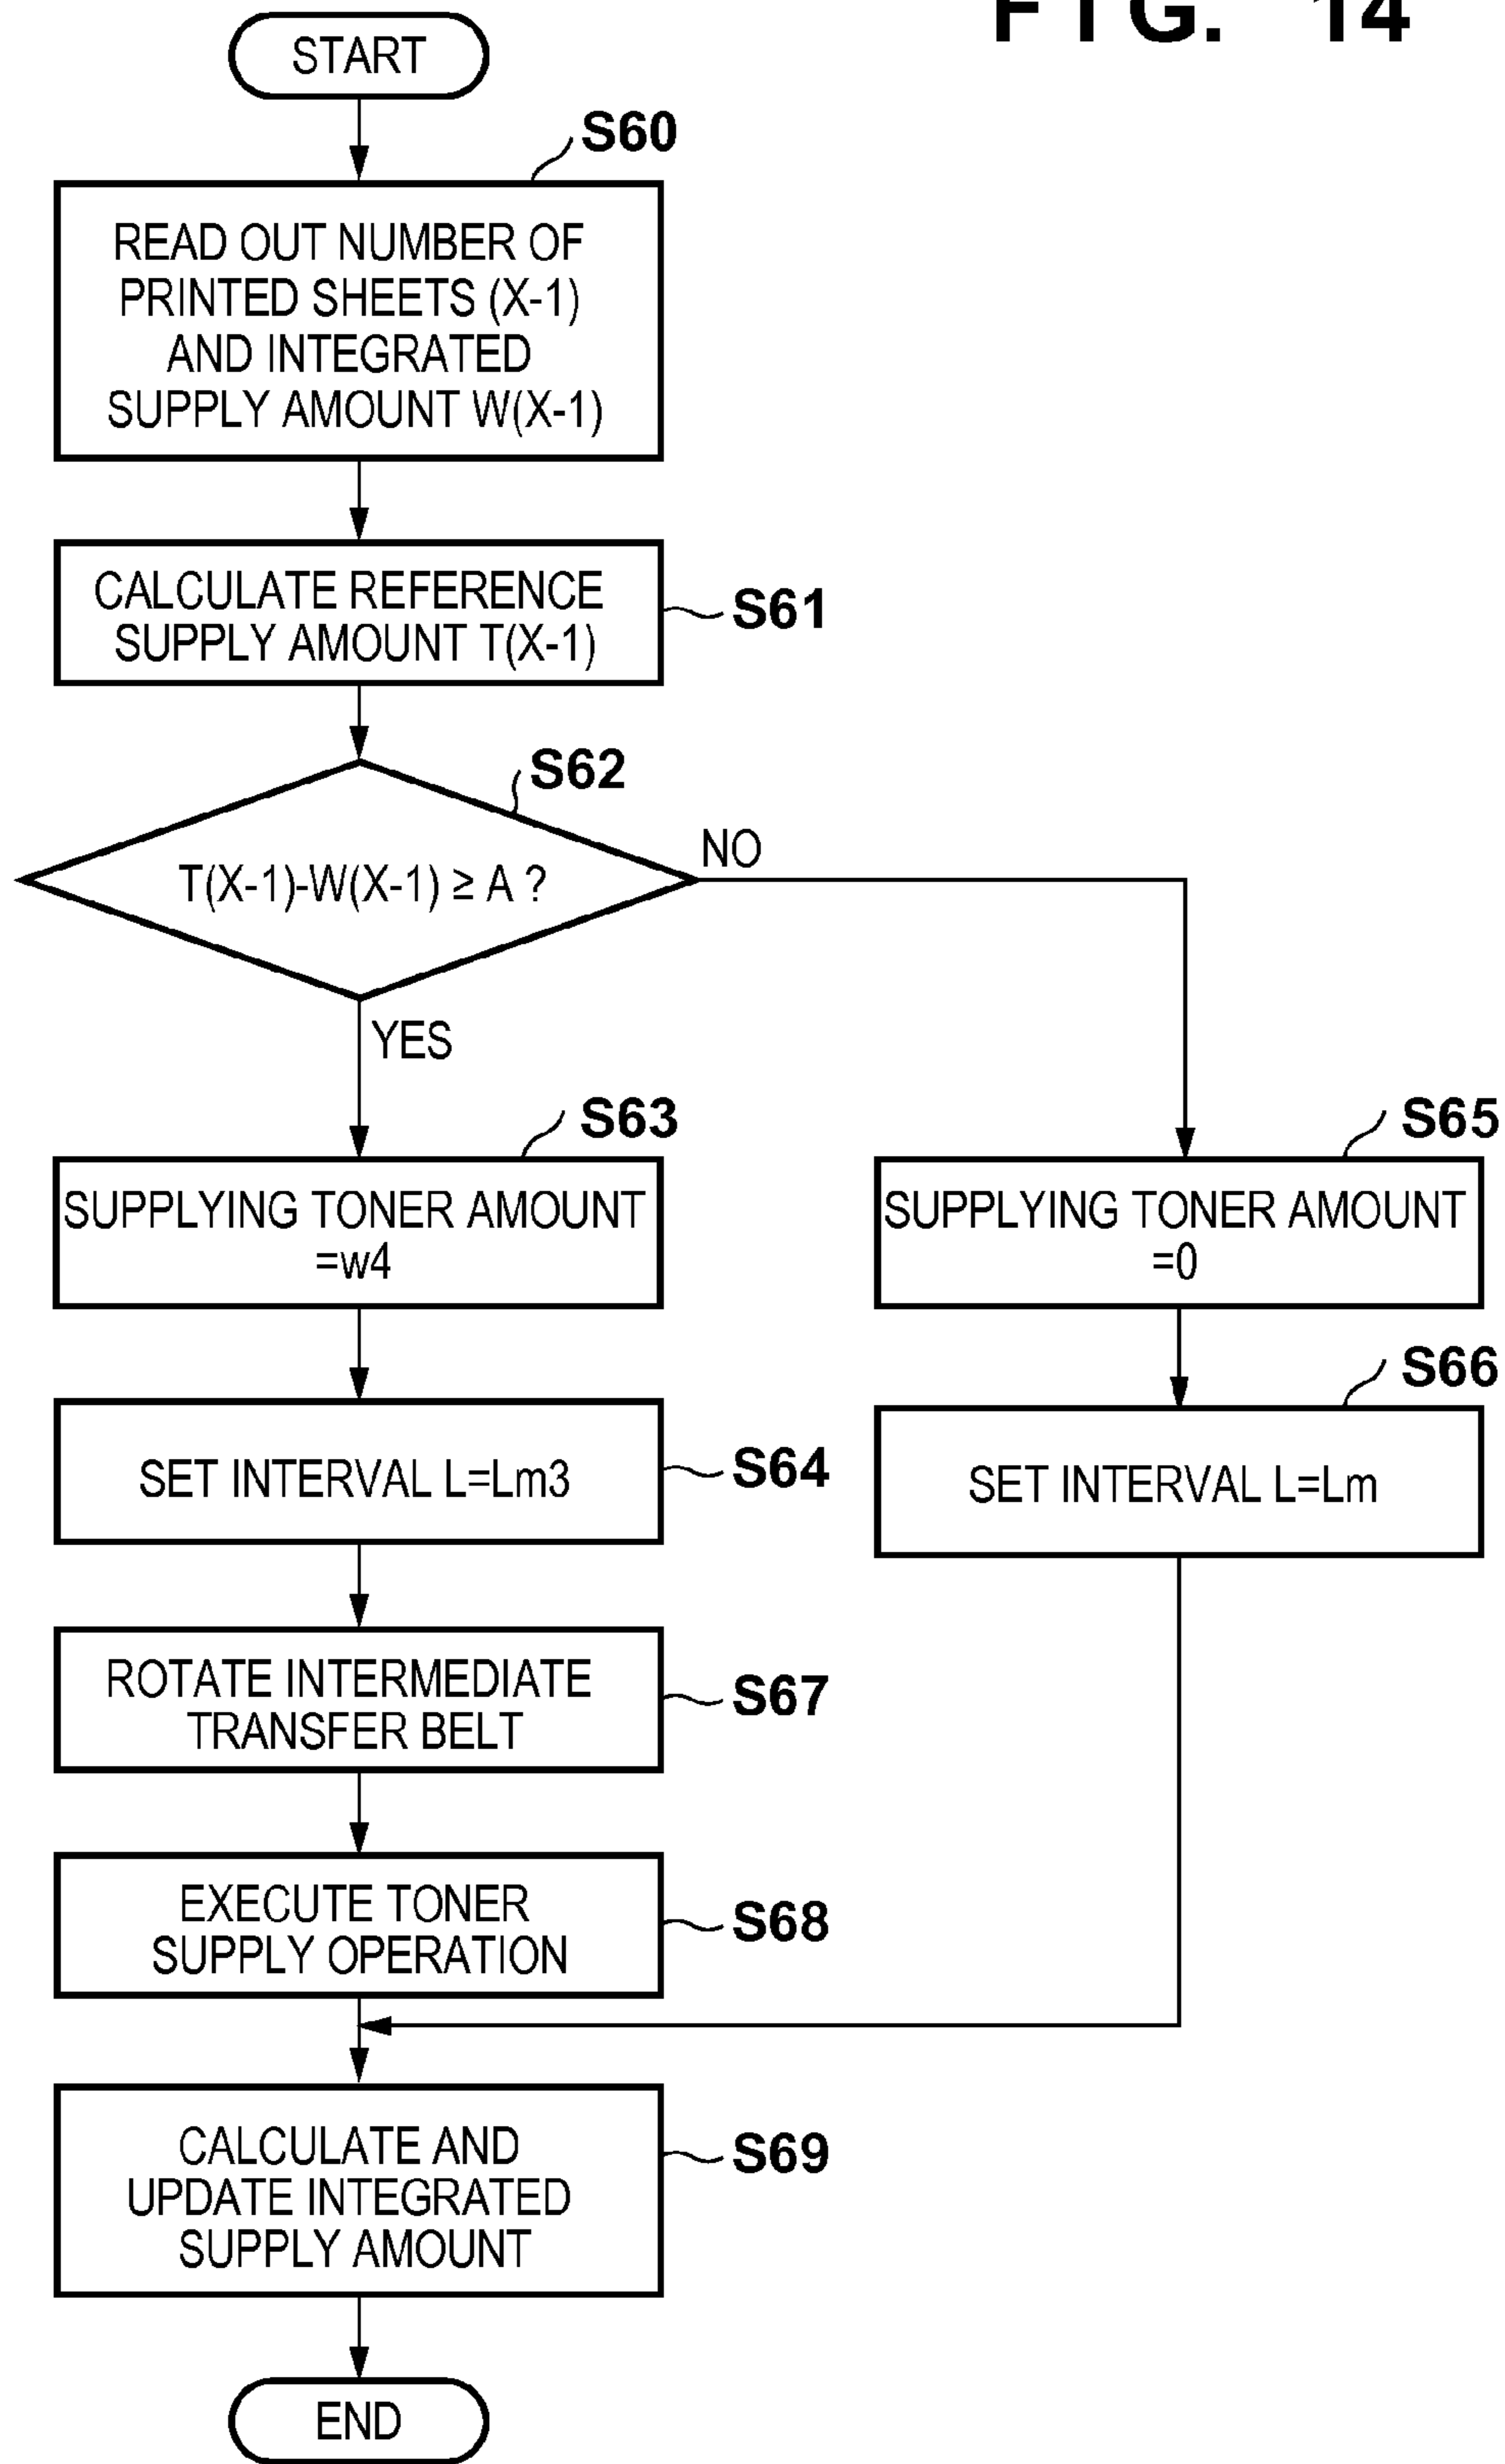 FIG. 14
START
S60
READ OUT NUMBER OF
PRINTED SHEETS (X-1)
AND INTEGRATED
SUPPLY AMOUNT W(X-1)
CALCULATE REFERENCE
SUPPLY AMOUNT T(X-1)
S61
S62
T(X-1)-W(X-1) ≥ A ?
NO
YES
S63
SUPPLYING TONER AMOUNT
=w4
S65
SUPPLYING TONER AMOUNT
=0
SET INTERVAL L=Lm3
S64
S66
SET INTERVAL L=Lm
ROTATE INTERMEDIATE
TRANSFER BELT
S67
EXECUTE TONER
SUPPLY OPERATION
S68
CALCULATE AND
UPDATE INTEGRATED
SUPPLY AMOUNT
S69
END